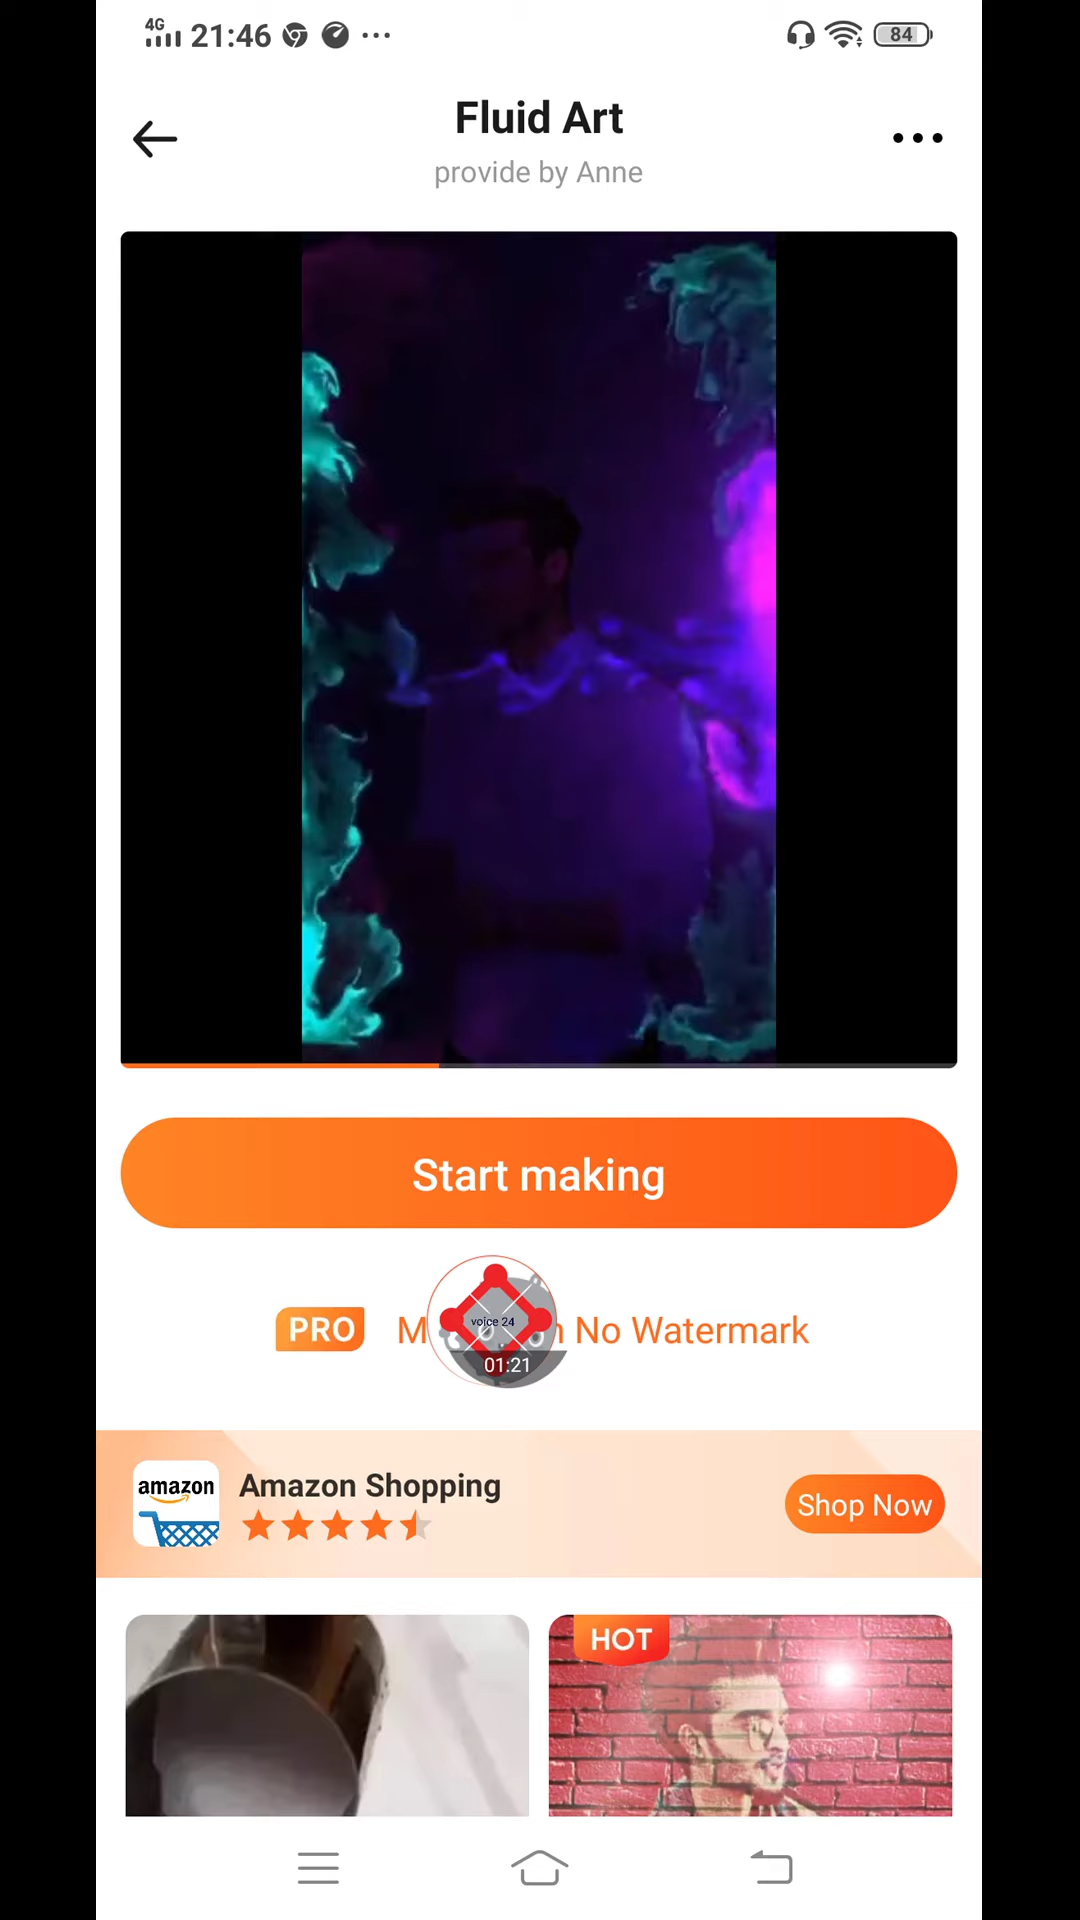 4G 21:46 84
Fluid Art
provide by Anne
Start making
PRO No Watermark
voice 24
01:21
amazon
Amazon Shopping
Shop Now
HOT